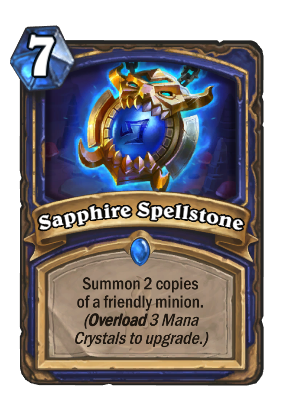 7
Sapphire Spellstone
Summon 2 copies
of a friendly minion.
(Overload 3 Mana
Crystals to upgrade.)